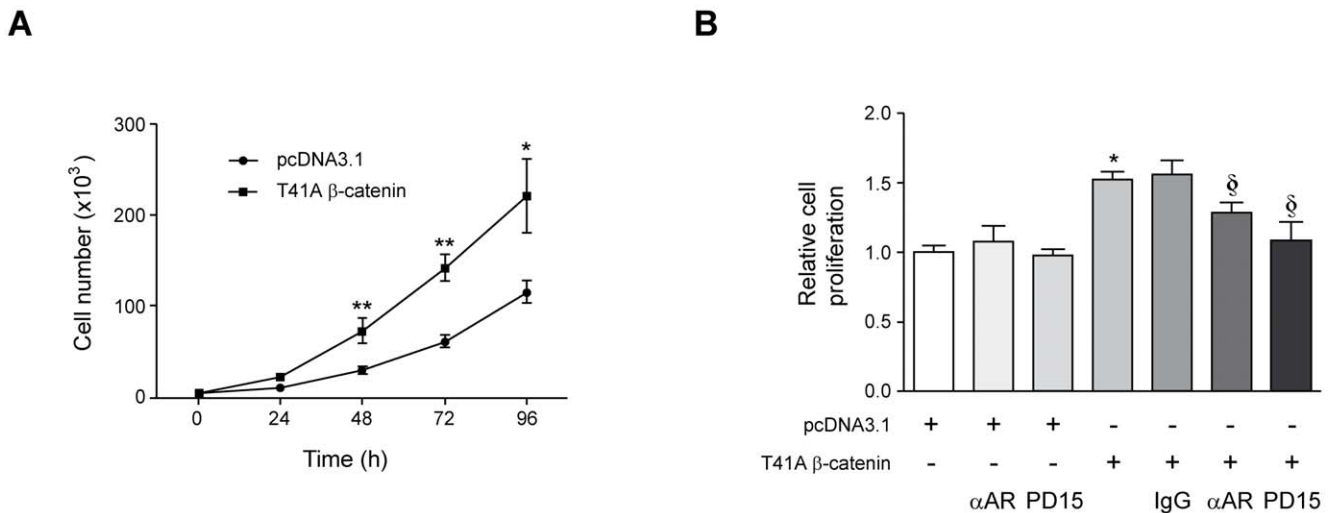 A
300
200
100
0
Cell number (x10³)
pcDNA3.1
T41A β-catenin
**
**
*
0 24 48 72 96
Time (h)
B
2.0
1.5
1.0
0.5
0.0
Relative cell
proliferation
*
§
§
pcDNA3.1 + + + - - - -
T41A β-catenin - - - + + + +
αAR PD15 IgG αAR PD15